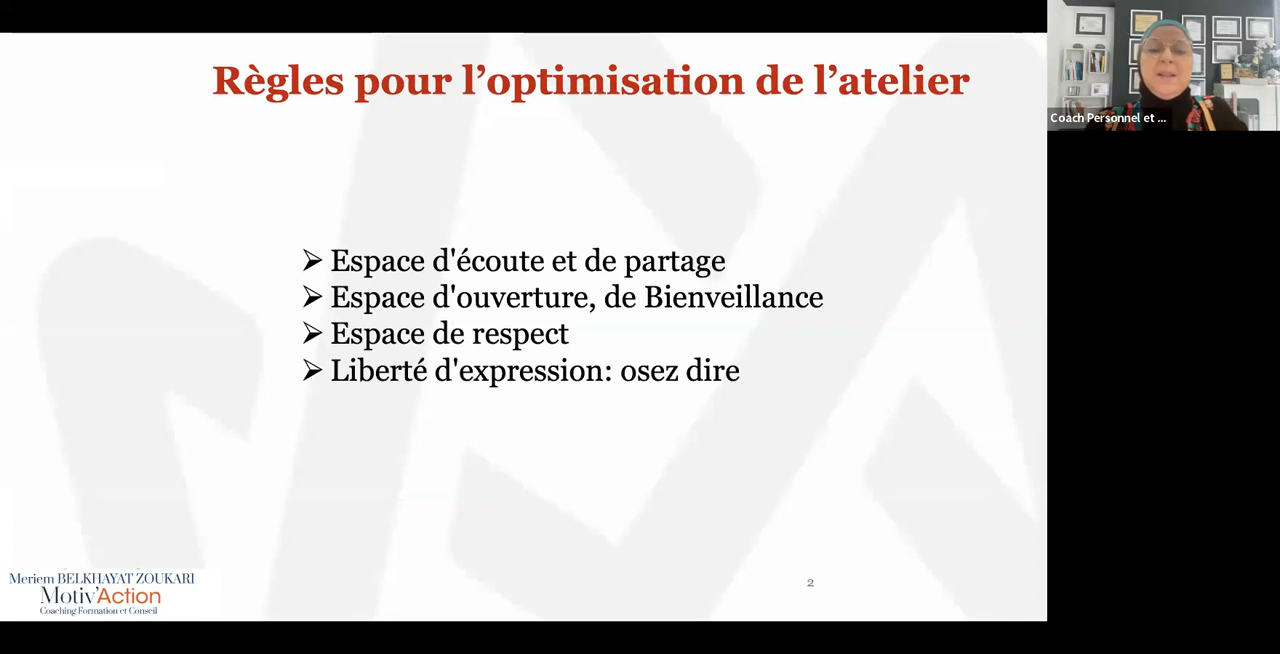 Règles pour l’optimisation de l’atelier
Coach Personnel et ...
➢ Espace d'écoute et de partage
➢ Espace d'ouverture, de Bienveillance
➢ Espace de respect
➢ Liberté d'expression: osez dire
2
Meriem BELKHAYAT ZOUKARI
Motiv'Action
Coaching Formation et Conseil